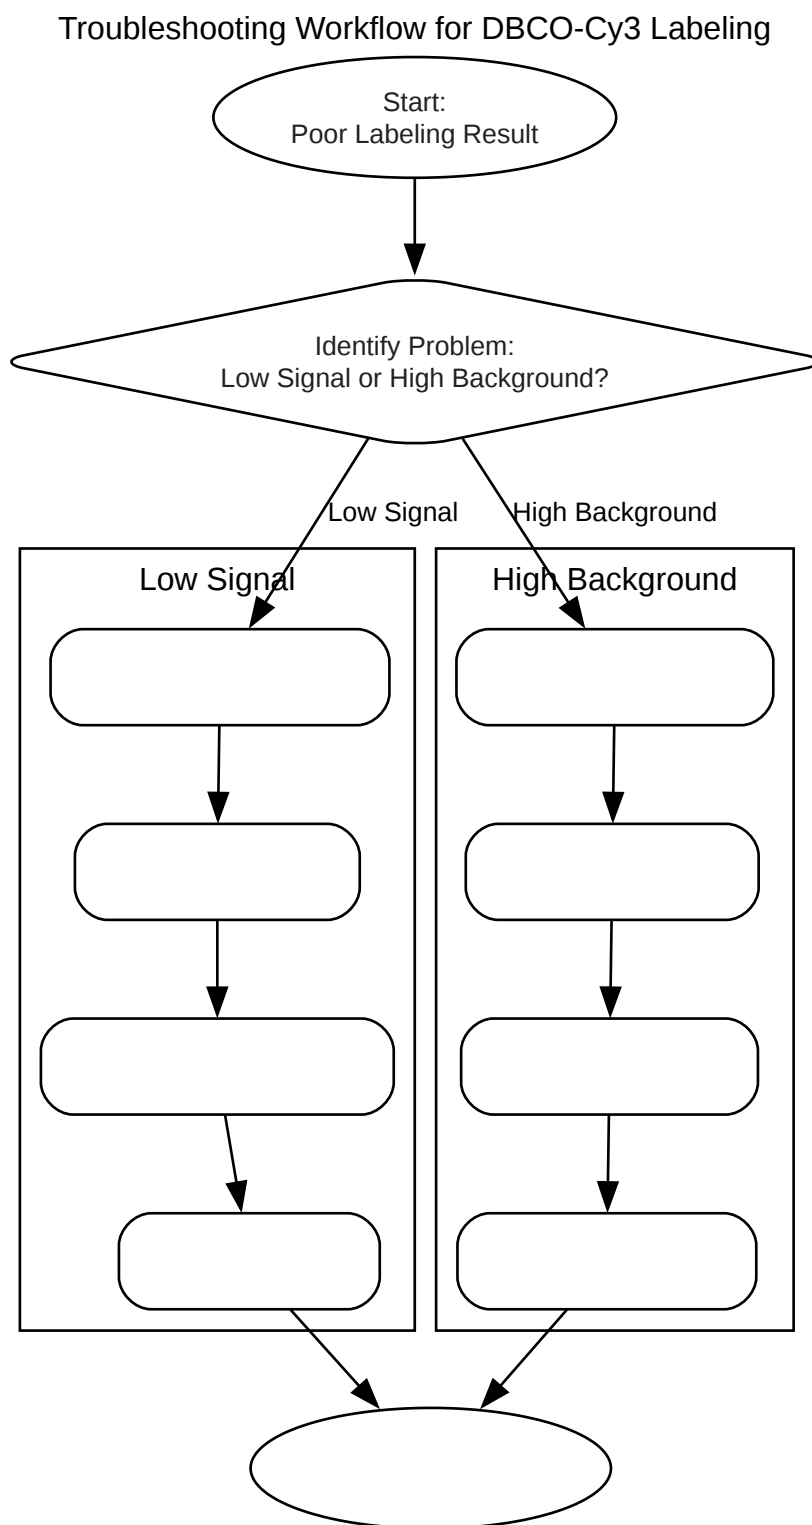 Troubleshooting Workflow for DBCO-Cy3 Labeling
Start:
Poor Labeling Result
Identify Problem:
Low Signal or High Background?
Low Signal
High Background
Low Signal
High Background